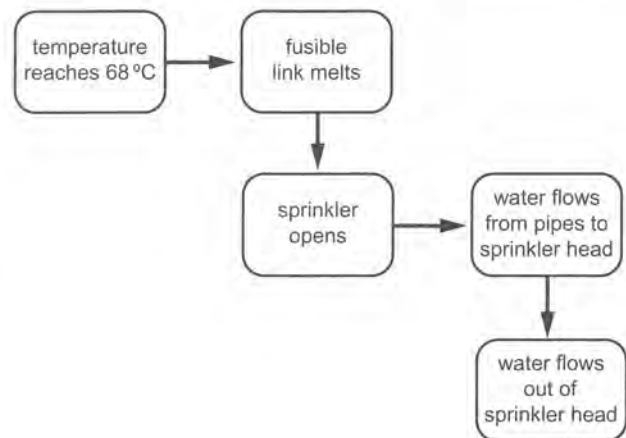 temperature
reaches 68 ºC
fusible
link melts
sprinkler
opens
water flows
from pipes to
sprinkler head
water flows
out of
sprinkler head